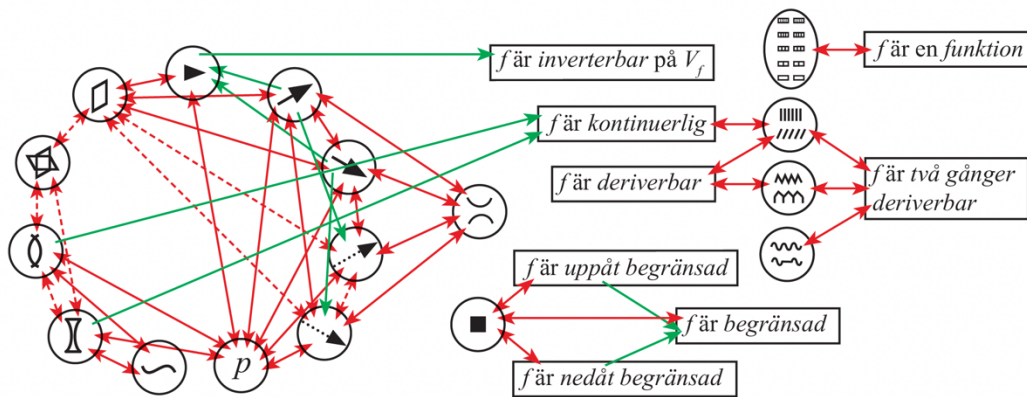 f är inverterbar på V_f
f är en funktion
f är kontinuerlig
f är deriverbar
f är två gånger
deriverbar
f är uppåt begränsad
f är begränsad
f är nedåt begränsad
p